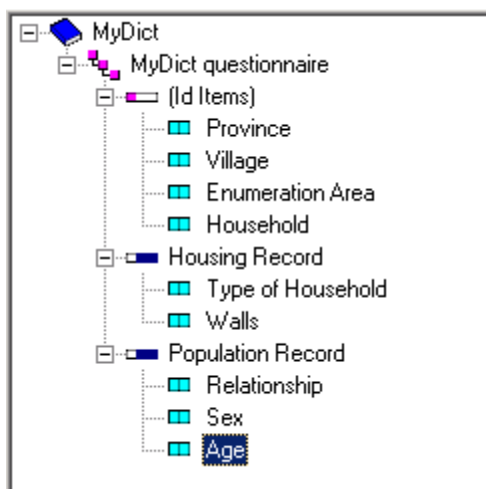 MyDict
MyDict questionnaire
(Id Items)
Province
Village
Enumeration Area
Household
Housing Record
Type of Household
Walls
Population Record
Relationship
Sex
Age